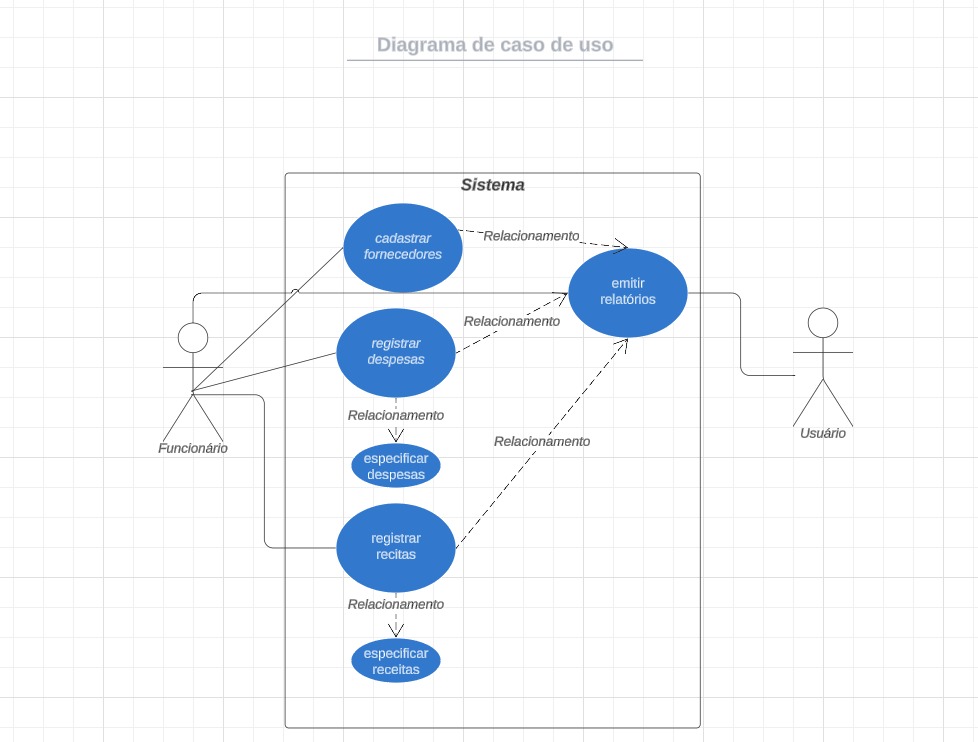 Diagrama de caso de uso
Sistema
cadastrar
fornecedores
Relacionamento
emitir
relatórios
Relacionamento
registrar
despesas
Relacionamento
especificar
despesas
Relacionamento
registrar
recitas
Relacionamento
especificar
receitas
Funcionário
Usuário